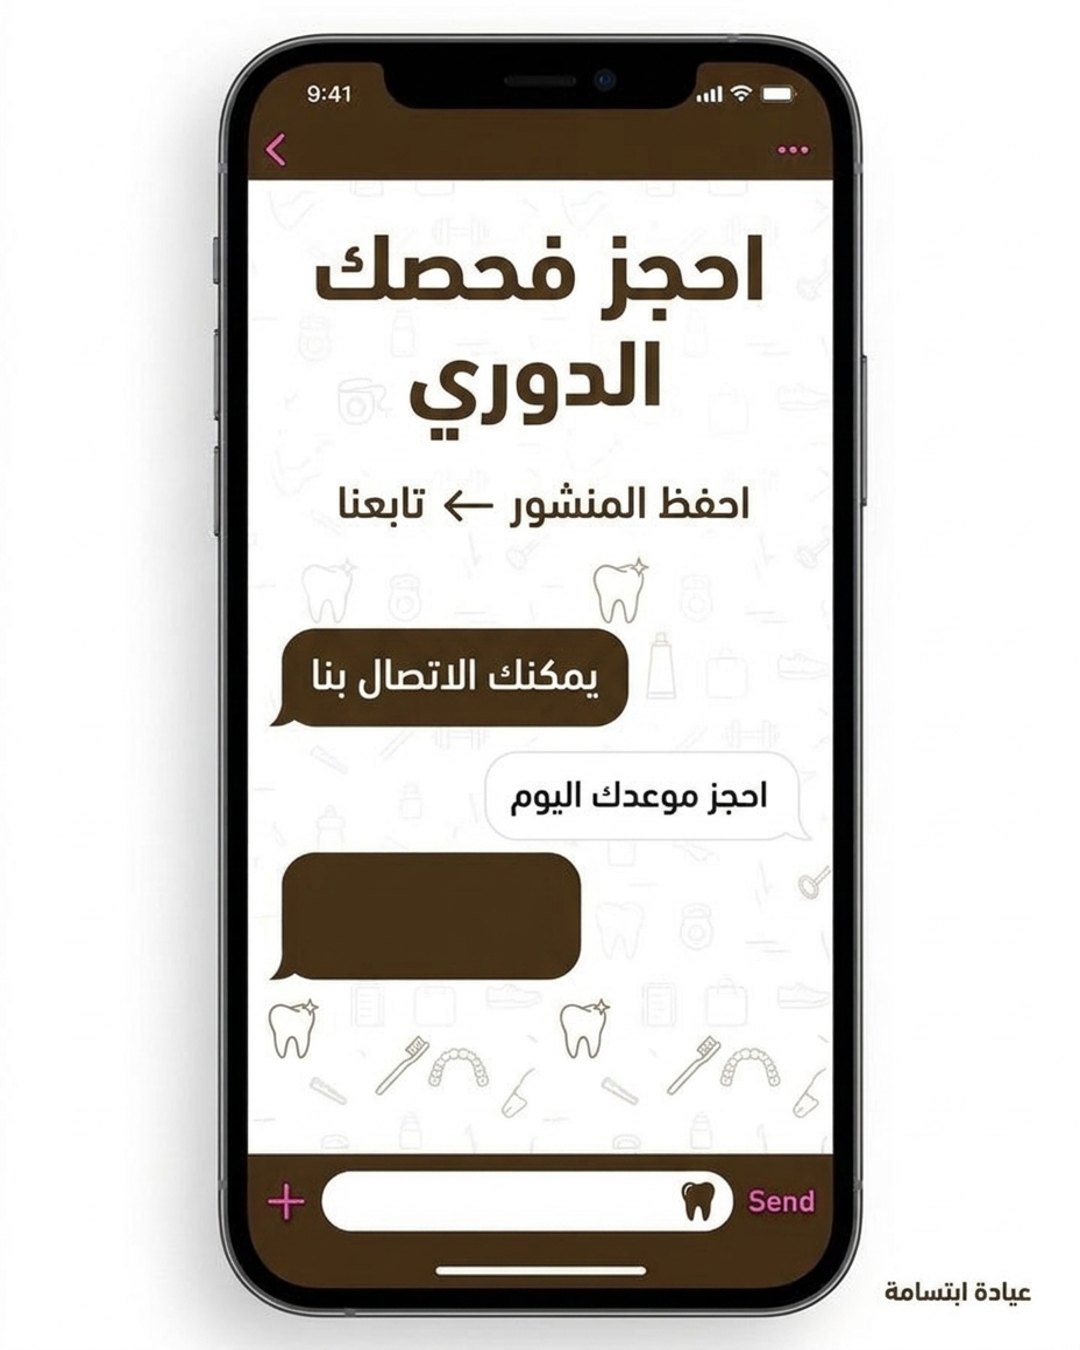 9:41
احجز فحصك
الدوري
احفظ المنشور ← تابعنا
يمكنك الاتصال بنا
احجز موعدك اليوم
Send
عيادة ابتسامة